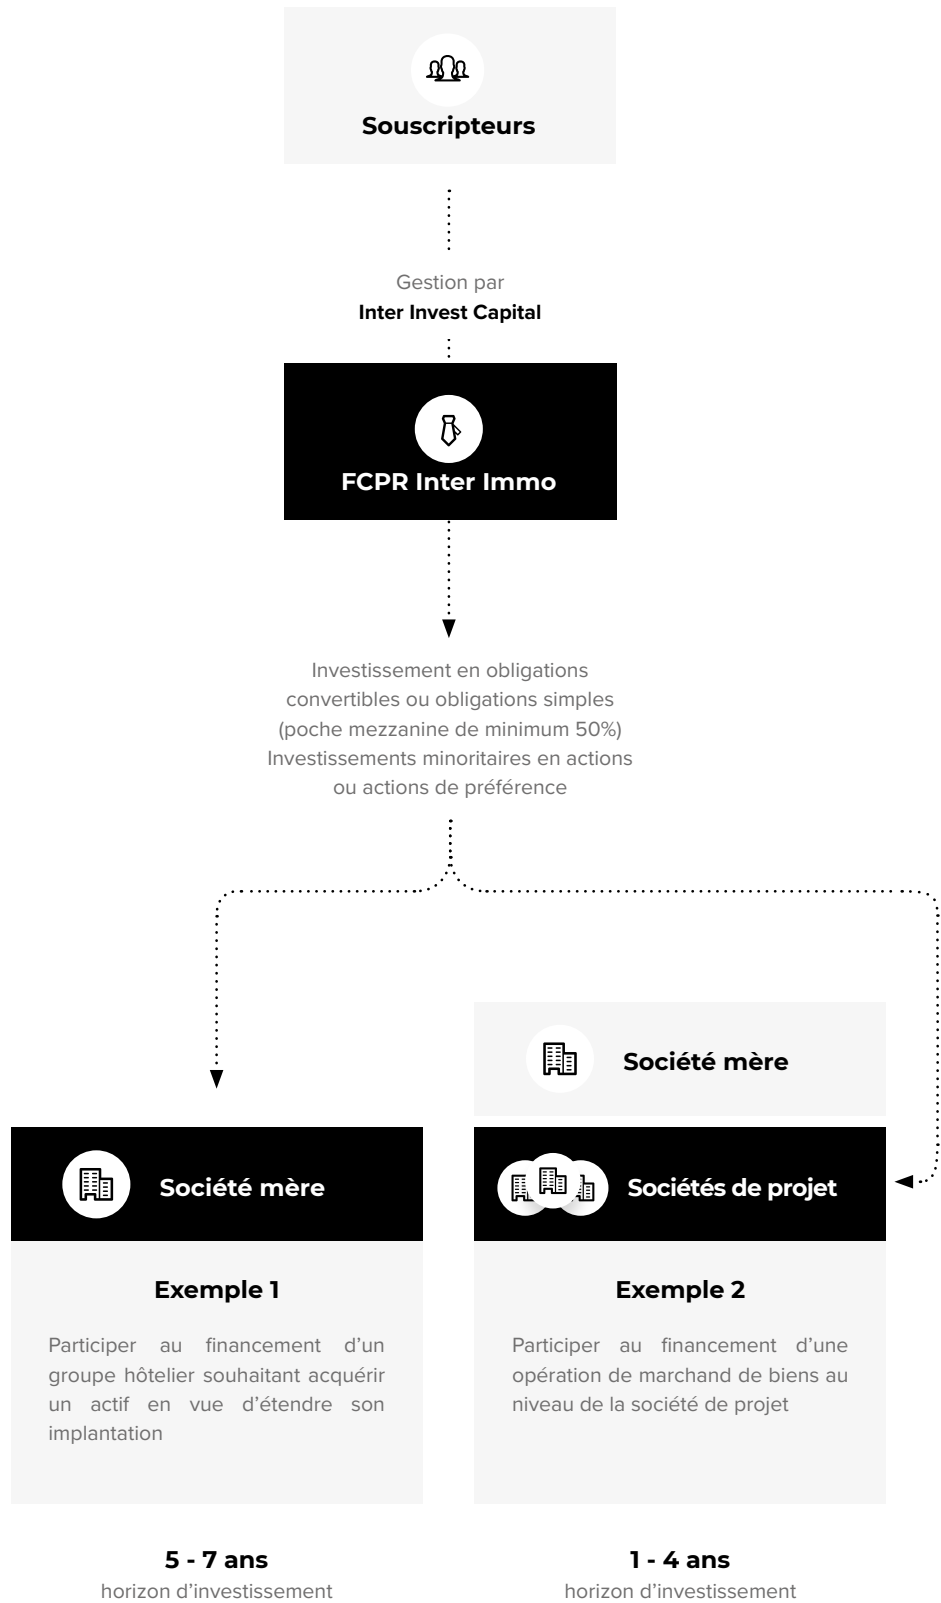 Souscripteurs
Gestion par
Inter Invest Capital
FCPR Inter Immo
Investissement en obligations
convertibles ou obligations simples
(poche mezzanine de minimum 50%)
Investissements minoritaires en actions
ou actions de préférence
Société mère
Société mère
Exemple 1
Participer au financement d’un
groupe hôtelier souhaitant acquérir
un actif en vue d’étendre son
implantation
5 - 7 ans
horizon d’investissement
Sociétés de projet
Exemple 2
Participer au financement d’une
opération de marchand de biens au
niveau de la société de projet
1 - 4 ans
horizon d’investissement